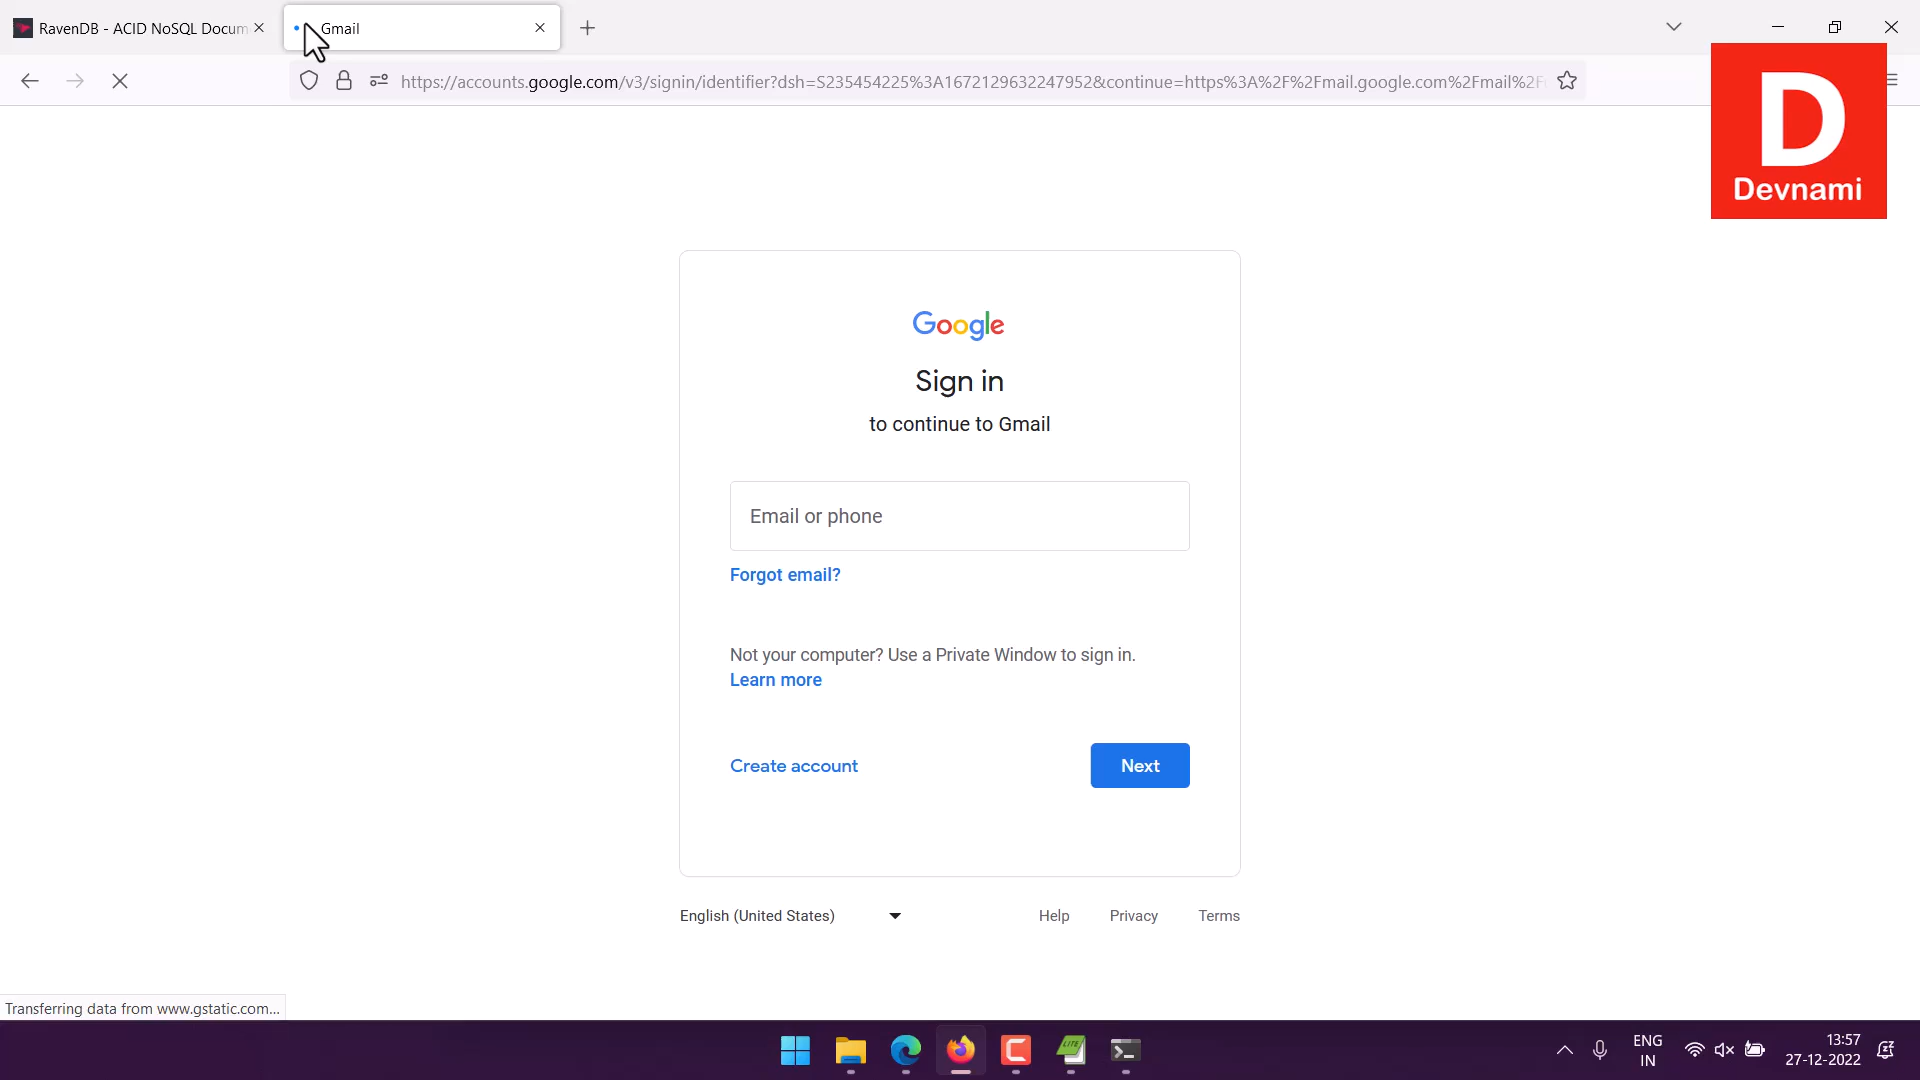 RavenDB - ACID NoSQL Docum
Gmail
https://accounts.google.com/v3/signin/identifier?dsh=S235454225%3A1672129632247952&continue=https%3A%2F%2Fmail.google.com%2Fmail%2F
D
Devnami
Google
Sign in
to continue to Gmail
Email or phone
Forgot email?
Not your computer? Use a Private Window to sign in.
Learn more
Create account
Next
English (United States)
Help
Privacy
Terms
Transferring data from www.gstatic.com...
LITE
ENG
IN
13:57
27-12-2022